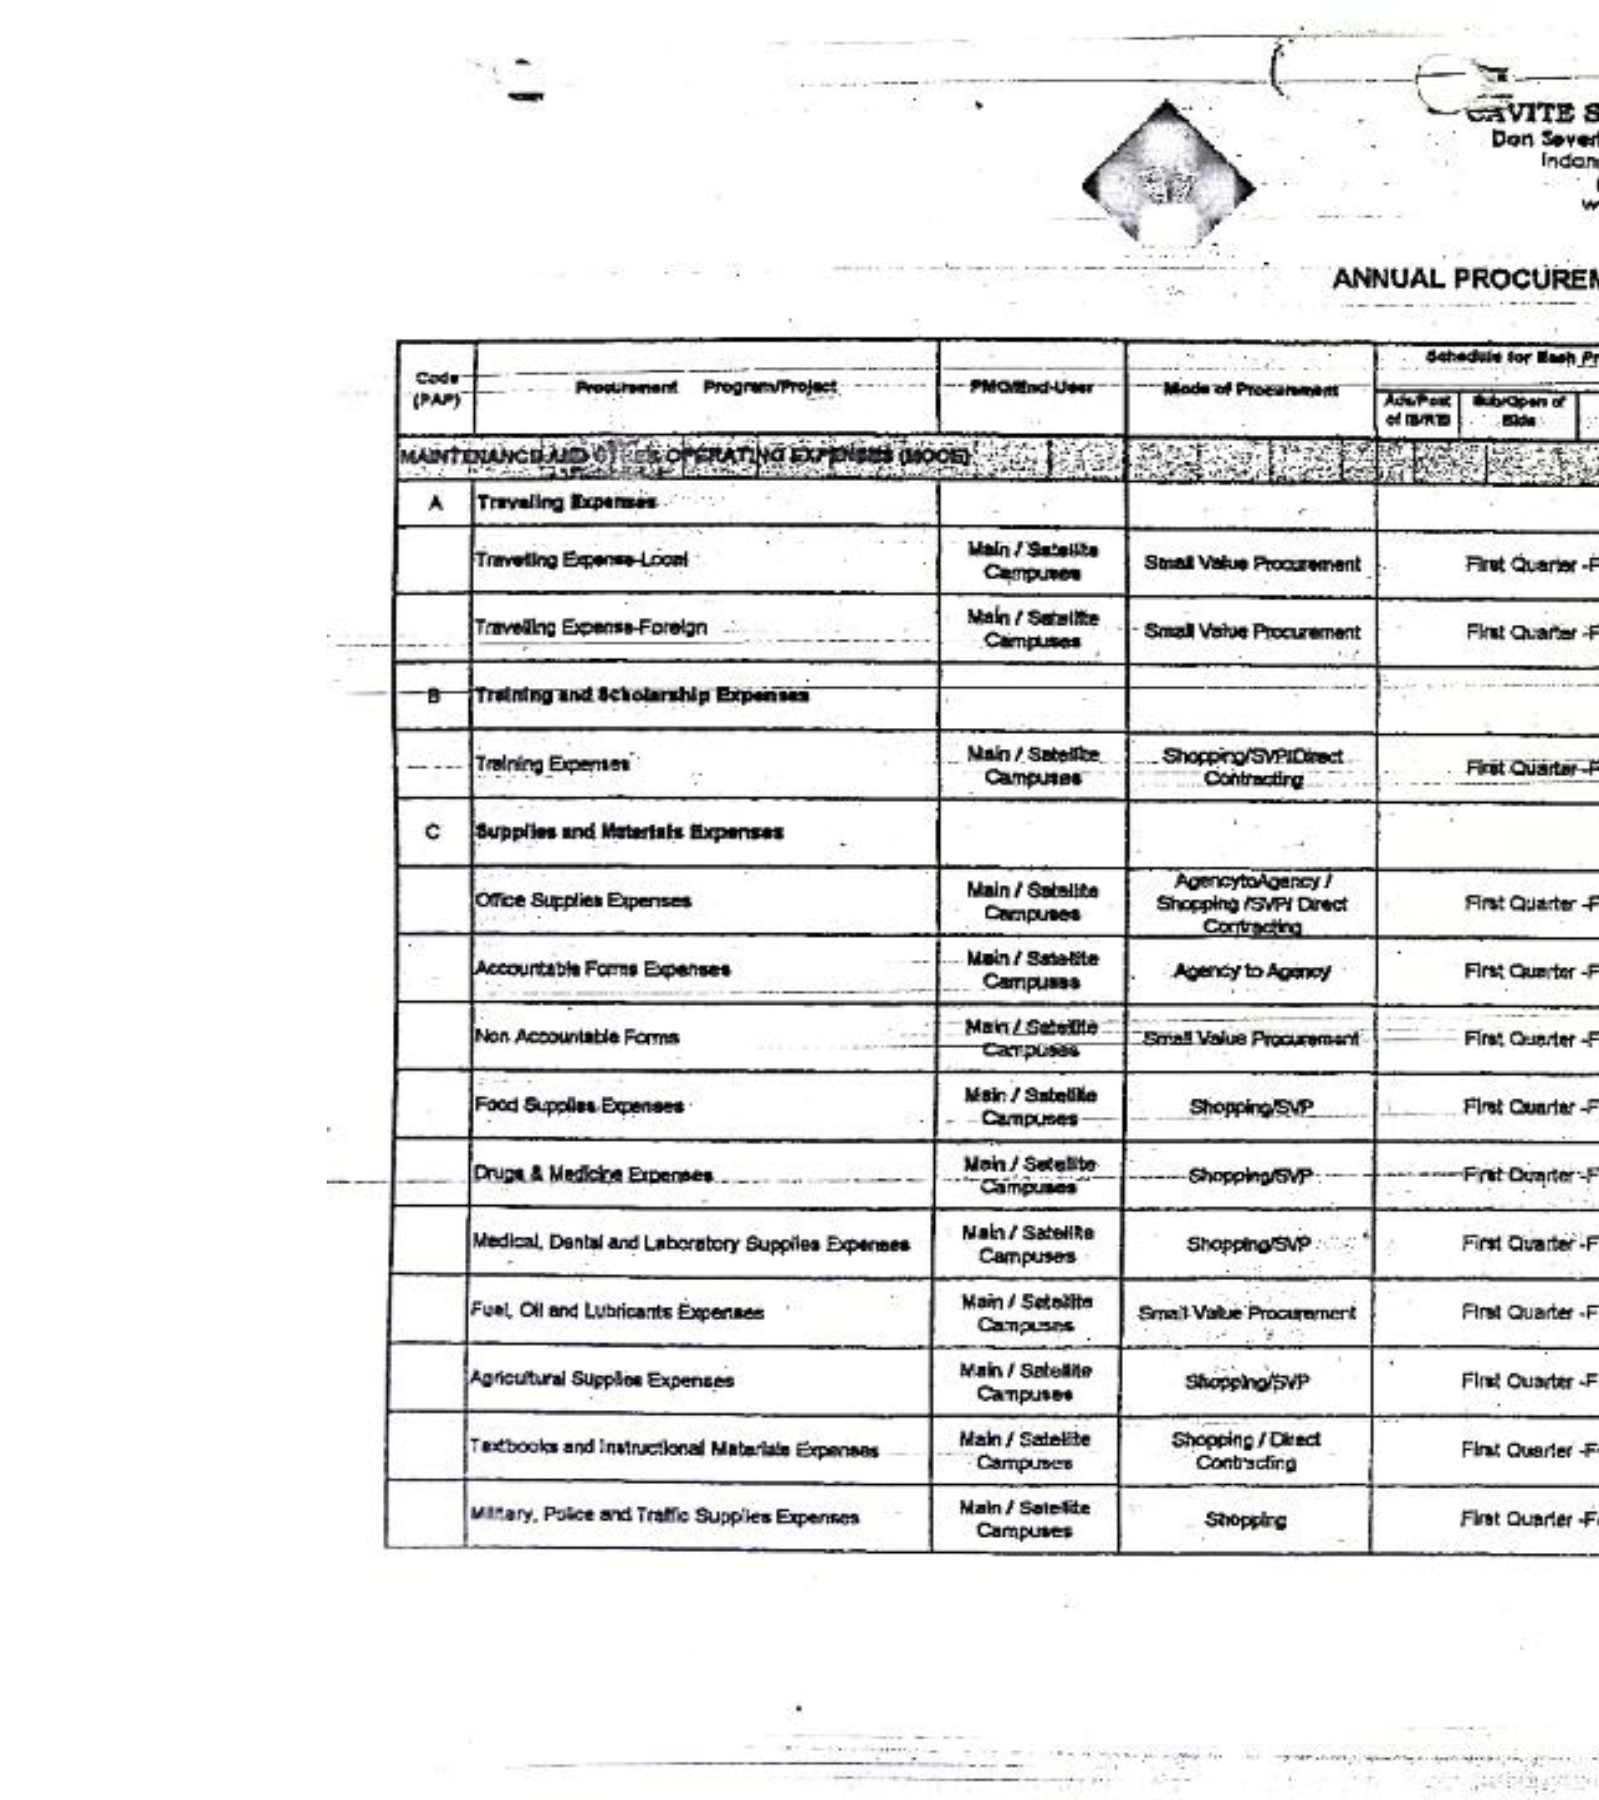 CAVITE S
Don Sever
Indan
w
ANNUAL PROCUREM
Code (PAP) Procurement Program/Project PMO/End-User Mode of Procurement Schedule for Each Pr
Ads/Post of IB/REI Sub/Open of Bids
MAINTENANCE AND OPERATING EXPENSES (MOOE)
A Traveling Expenses
Travelling Expense-Local Main / Satellite Campuses Small Value Procurement First Quarter -F
Travelling Expense-Foreign Main / Satellite Campuses Small Value Procurement First Quarter -F
B Training and Scholarship Expenses
Training Expenses Main / Satellite Campuses Shopping/SVP/Direct Contracting First Quarter -F
C Supplies and Materials Expenses
Office Supplies Expenses Main / Satellite Campuses AgencytoAgency / Shopping /SVP/ Direct Contracting First Quarter -F
Accountable Forms Expenses Main / Satellite Campuses Agency to Agency First Quarter -F
Non Accountable Forms Main / Satellite Campuses Small Value Procurement First Quarter -F
Food Supplies Expenses Main / Satellite Campuses Shopping/SVP First Quarter -F
Drugs & Medicine Expenses Main / Satellite Campuses Shopping/SVP First Quarter -F
Medical, Dental and Laboratory Supplies Expenses Main / Satellite Campuses Shopping/SVP First Quarter -F
Fuel, Oil and Lubricants Expenses Main / Satellite Campuses Small Value Procurement First Quarter -F
Agricultural Supplies Expenses Main / Satellite Campuses Shopping/SVP First Quarter -F
Textbooks and Instructional Materials Expenses Main / Satellite Campuses Shopping / Direct Contracting First Quarter -F
Military, Police and Traffic Supplies Expenses Main / Satellite Campuses Shopping First Quarter -F